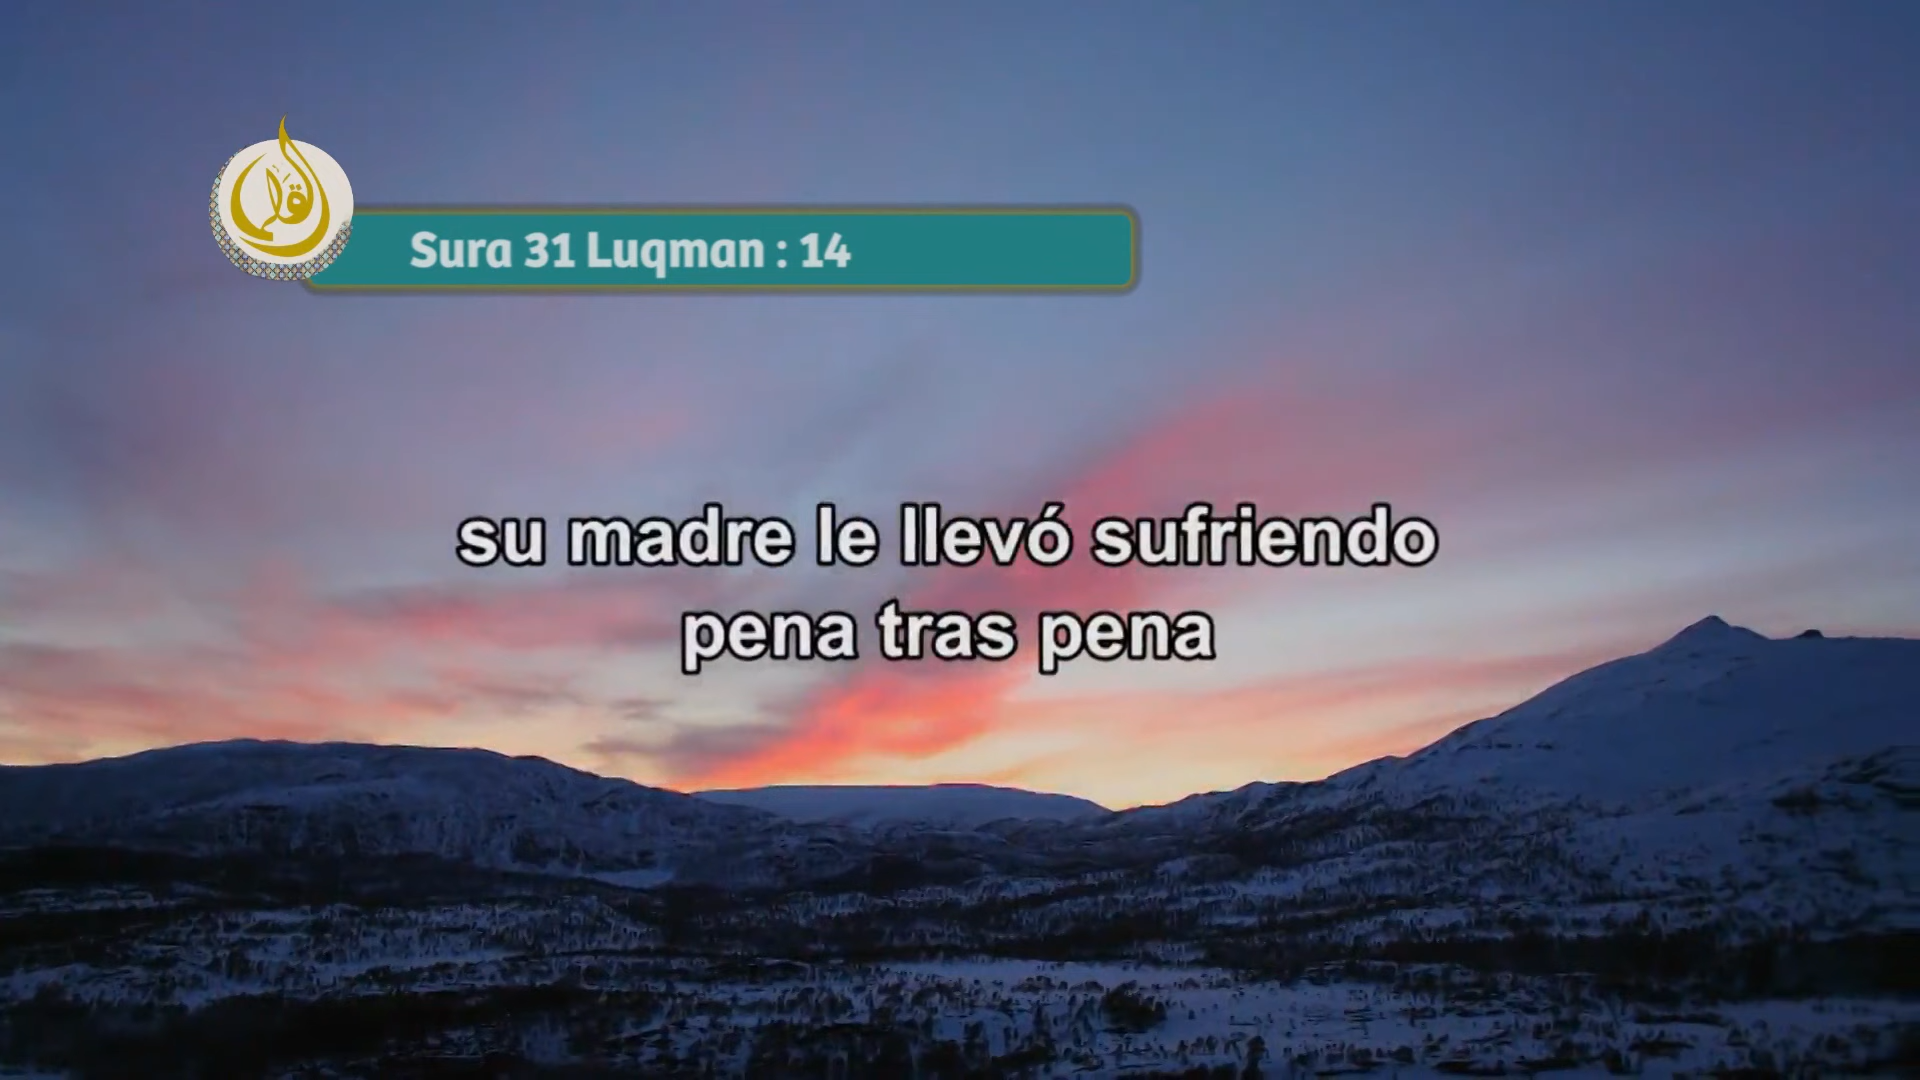 Sura 31 Luqman : 14
su madre le llevó sufriendo
pena tras pena